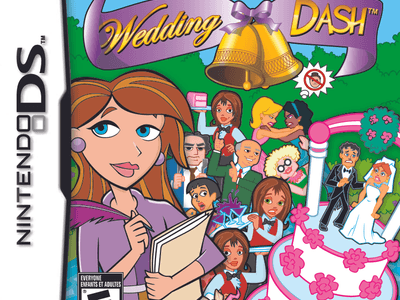 Wedding
DASH™
NINTENDO DS™
EVERYONE
ENFANTS ET ADULTES